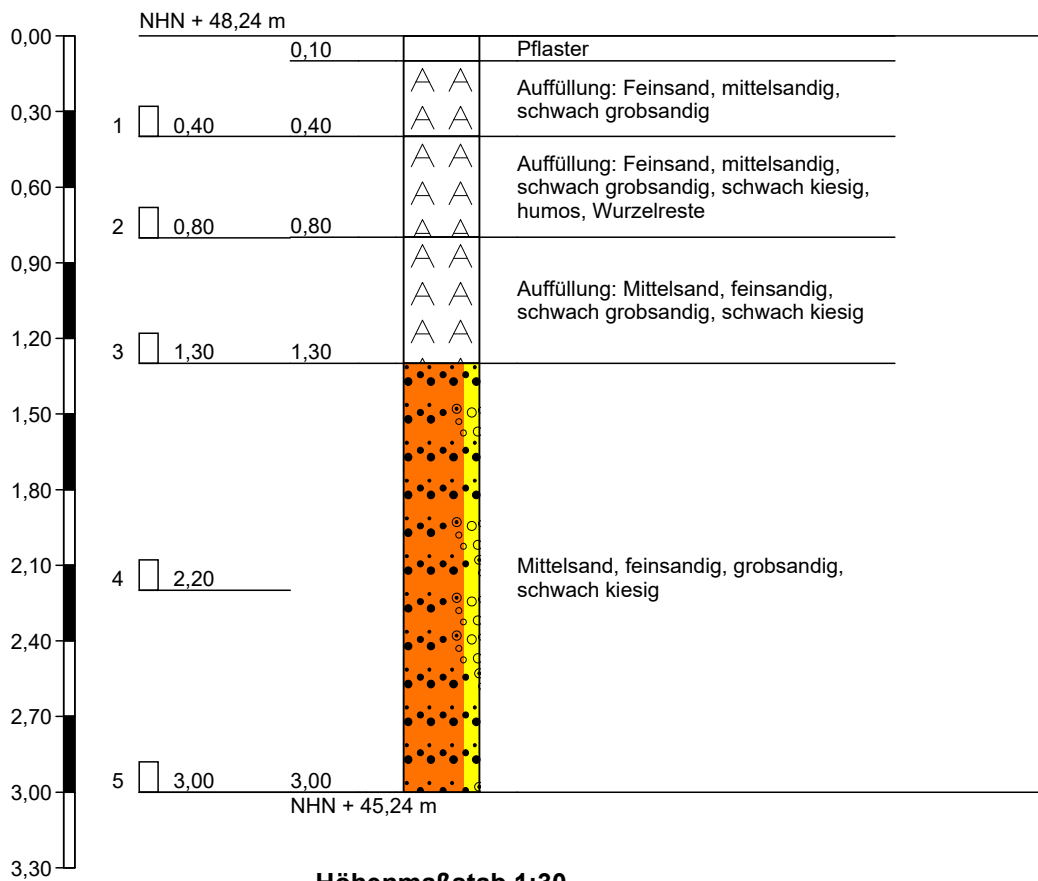 NHN + 48,24 m
0,00
0,10 Pflaster
Auffüllung: Feinsand, mittelsandig,
schwach grobsandig
0,30
1 0,40 0,40
Auffüllung: Feinsand, mittelsandig,
schwach grobsandig, schwach kiesig,
humos, Wurzelreste
0,60
2 0,80 0,80
0,90
Auffüllung: Mittelsand, feinsandig,
schwach grobsandig, schwach kiesig
1,20
3 1,30 1,30
1,50
1,80
2,10
Mittelsand, feinsandig, grobsandig,
schwach kiesig
4 2,20
2,40
2,70
5 3,00 3,00
3,00
NHN + 45,24 m
3,30
Höhenmaßstab 1:30